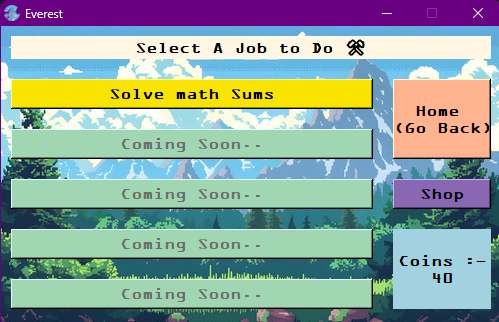 Everest
Select A Job to Do ⚒
Solve math Sums
Home
(Go Back)
Coming Soon--
Coming Soon--
Shop
Coming Soon--
Coins :-
40
Coming Soon--